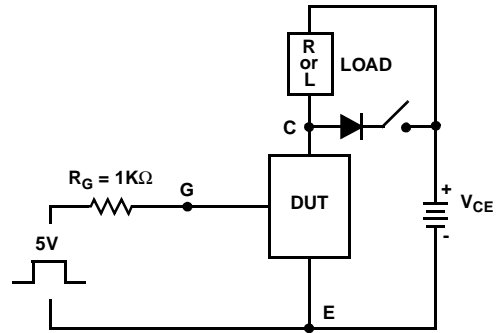 R
or
L
LOAD
C
R_G = 1KΩ
G
DUT
5V
+
V_CE
-
E